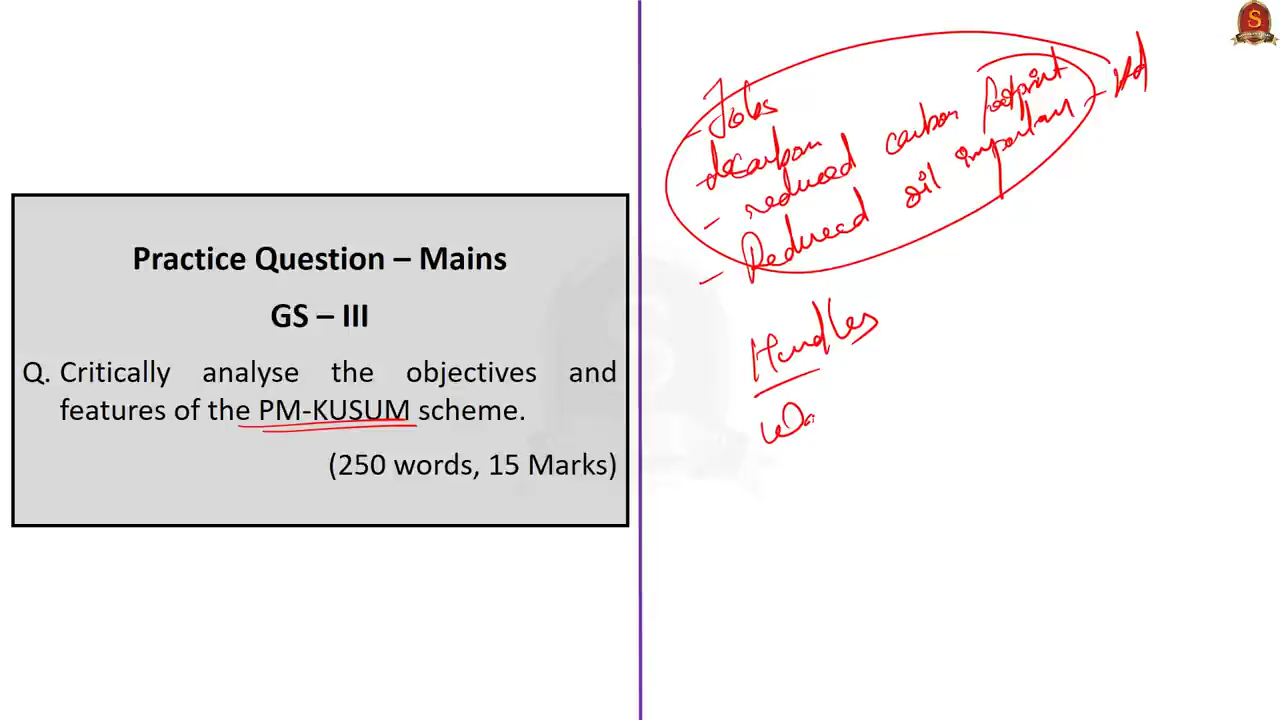 Practice Question – Mains
GS – III
Q. Critically analyse the objectives and
features of the PM-KUSUM scheme.
(250 words, 15 Marks)
- Jobs
- decarbon
- reduced carbon footprint
- Reduced oil import
Hurdles
S